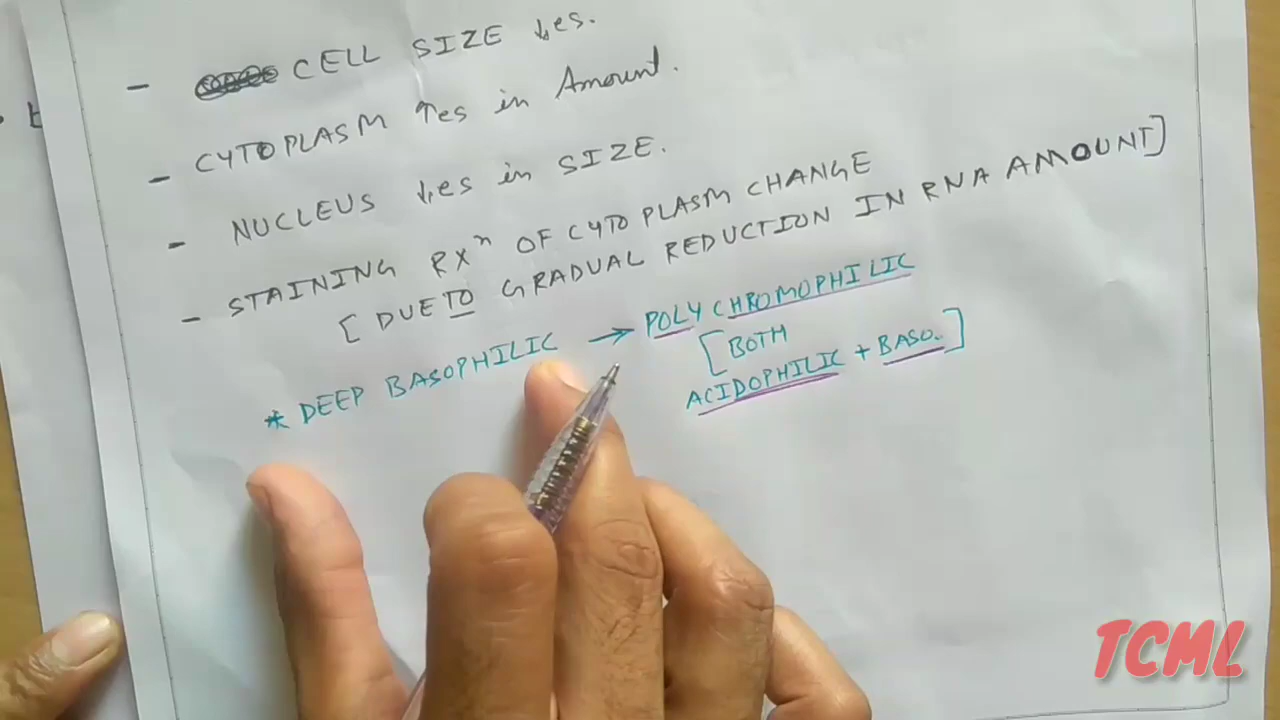 - CELL SIZE ↓es.
- CYTOPLASM ↑es in Amount.
- NUCLEUS ↓es in SIZE.
- STAINING RXⁿ OF CYTOPLASM CHANGE
[DUE TO GRADUAL REDUCTION IN RNA AMOUNT]
* DEEP BASOPHILIC → POLYCHROMOPHILIC
[BOTH
ACIDOPHILIC + BASO.]
TCML